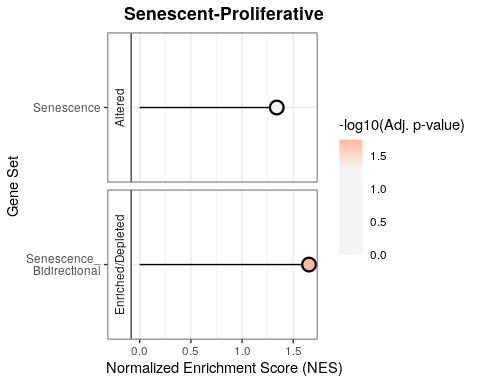 Senescent-Proliferative
Gene Set
Senescence
Altered
Senescence_
Bidirectional
Enriched/Depleted
0.0 0.5 1.0 1.5
Normalized Enrichment Score (NES)
-log10(Adj. p-value)
1.5
1.0
0.5
0.0